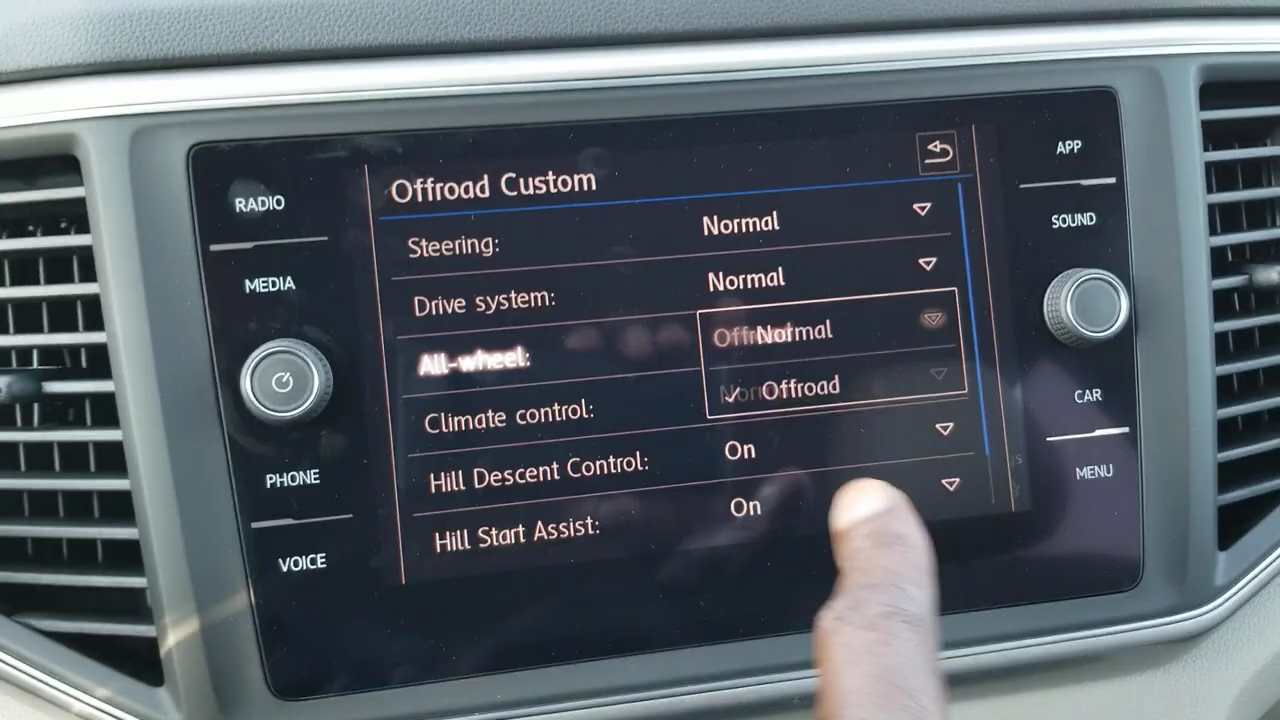 Offroad Custom
Steering: Normal
Drive system: Normal
All-wheel: Normal
Offroad
Climate control:
Hill Descent Control: On
Hill Start Assist: On
RADIO
MEDIA
PHONE
VOICE
APP
SOUND
CAR
MENU